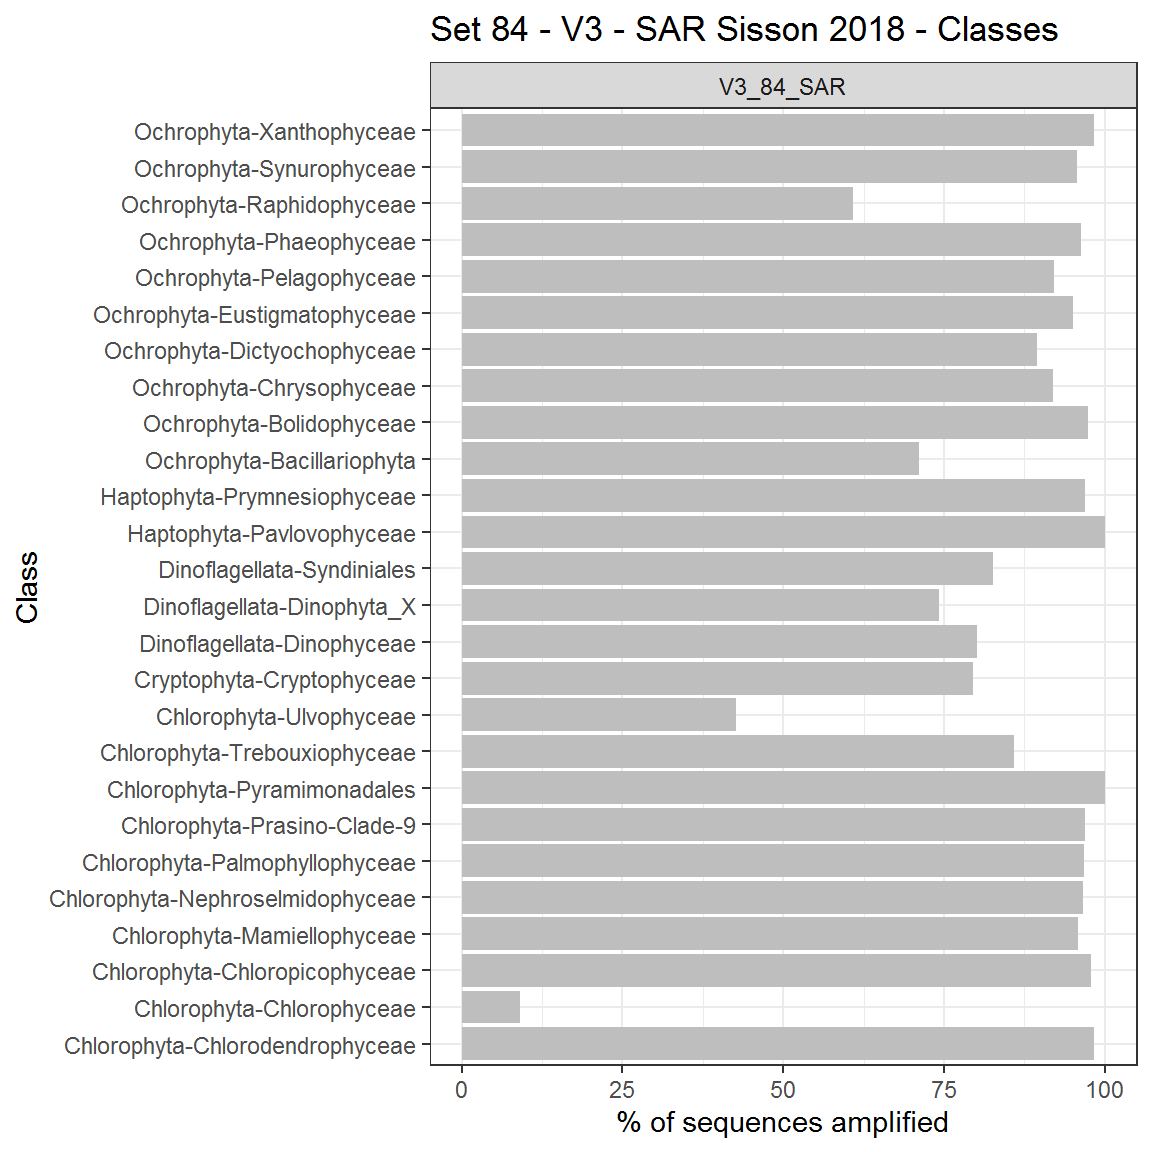 Set 84 - V3 - SAR Sisson 2018 - Classes
V3_84_SAR
Ochrophyta-Xanthophyceae
Ochrophyta-Synurophyceae
Ochrophyta-Raphidophyceae
Ochrophyta-Phaeophyceae
Ochrophyta-Pelagophyceae
Ochrophyta-Eustigmatophyceae
Ochrophyta-Dictyochophyceae
Ochrophyta-Chrysophyceae
Ochrophyta-Bolidophyceae
Ochrophyta-Bacillariophyta
Haptophyta-Prymnesiophyceae
Haptophyta-Pavlovophyceae
Dinoflagellata-Syndiniales
Dinoflagellata-Dinophyta_X
Dinoflagellata-Dinophyceae
Cryptophyta-Cryptophyceae
Chlorophyta-Ulvophyceae
Chlorophyta-Trebouxiophyceae
Chlorophyta-Pyramimonadales
Chlorophyta-Prasino-Clade-9
Chlorophyta-Palmophyllophyceae
Chlorophyta-Nephroselmidophyceae
Chlorophyta-Mamiellophyceae
Chlorophyta-Chloropicophyceae
Chlorophyta-Chlorophyceae
Chlorophyta-Chlorodendrophyceae
Class
0 25 50 75 100
% of sequences amplified